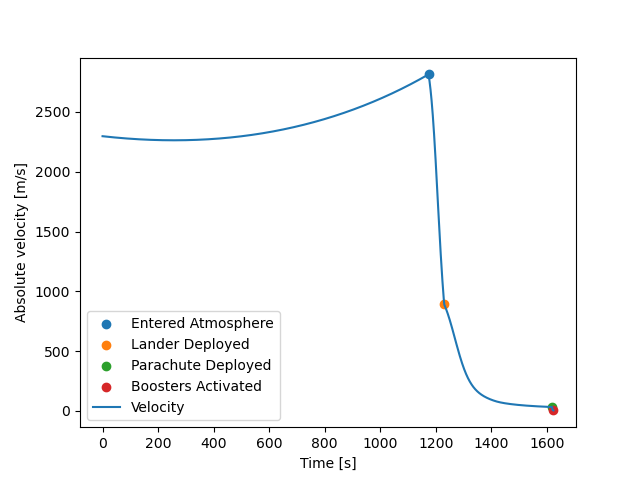 Absolute velocity [m/s]
2500
2000
1500
1000
500
0
Entered Atmosphere
Lander Deployed
Parachute Deployed
Boosters Activated
Velocity
0 200 400 600 800 1000 1200 1400 1600
Time [s]